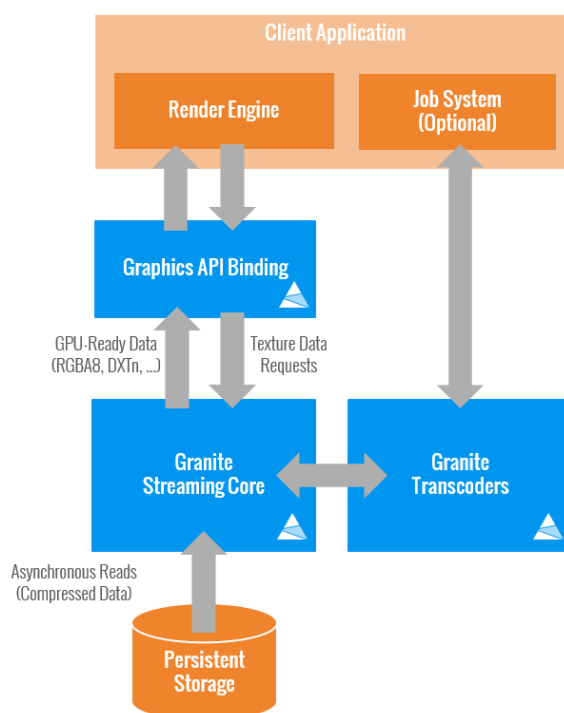 Client Application
Render Engine
Job System
(Optional)
Graphics API Binding
GPU-Ready Data
(RGBA8, DXTn, ...)
Texture Data
Requests
Granite
Streaming Core
Granite
Transcoders
Asynchronous Reads
(Compressed Data)
Persistent
Storage